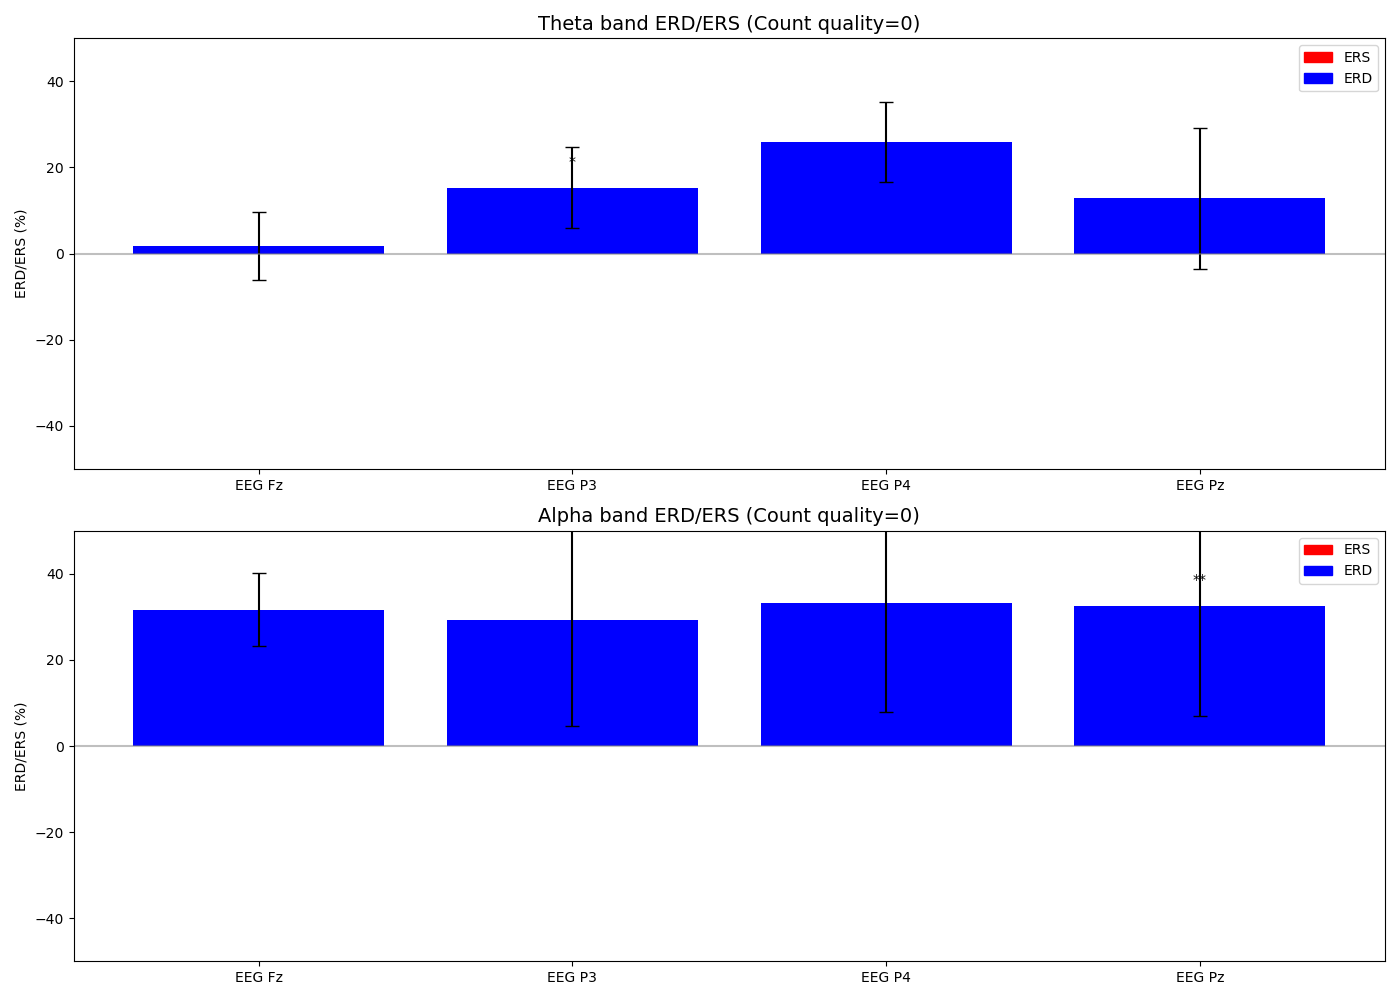 Theta band ERD/ERS (Count quality=0)
ERS
ERD
40
20
0
−20
−40
ERD/ERS (%)
*
EEG Fz
EEG P3
EEG P4
EEG Pz
Alpha band ERD/ERS (Count quality=0)
ERS
ERD
40
20
0
−20
−40
ERD/ERS (%)
**
EEG Fz
EEG P3
EEG P4
EEG Pz